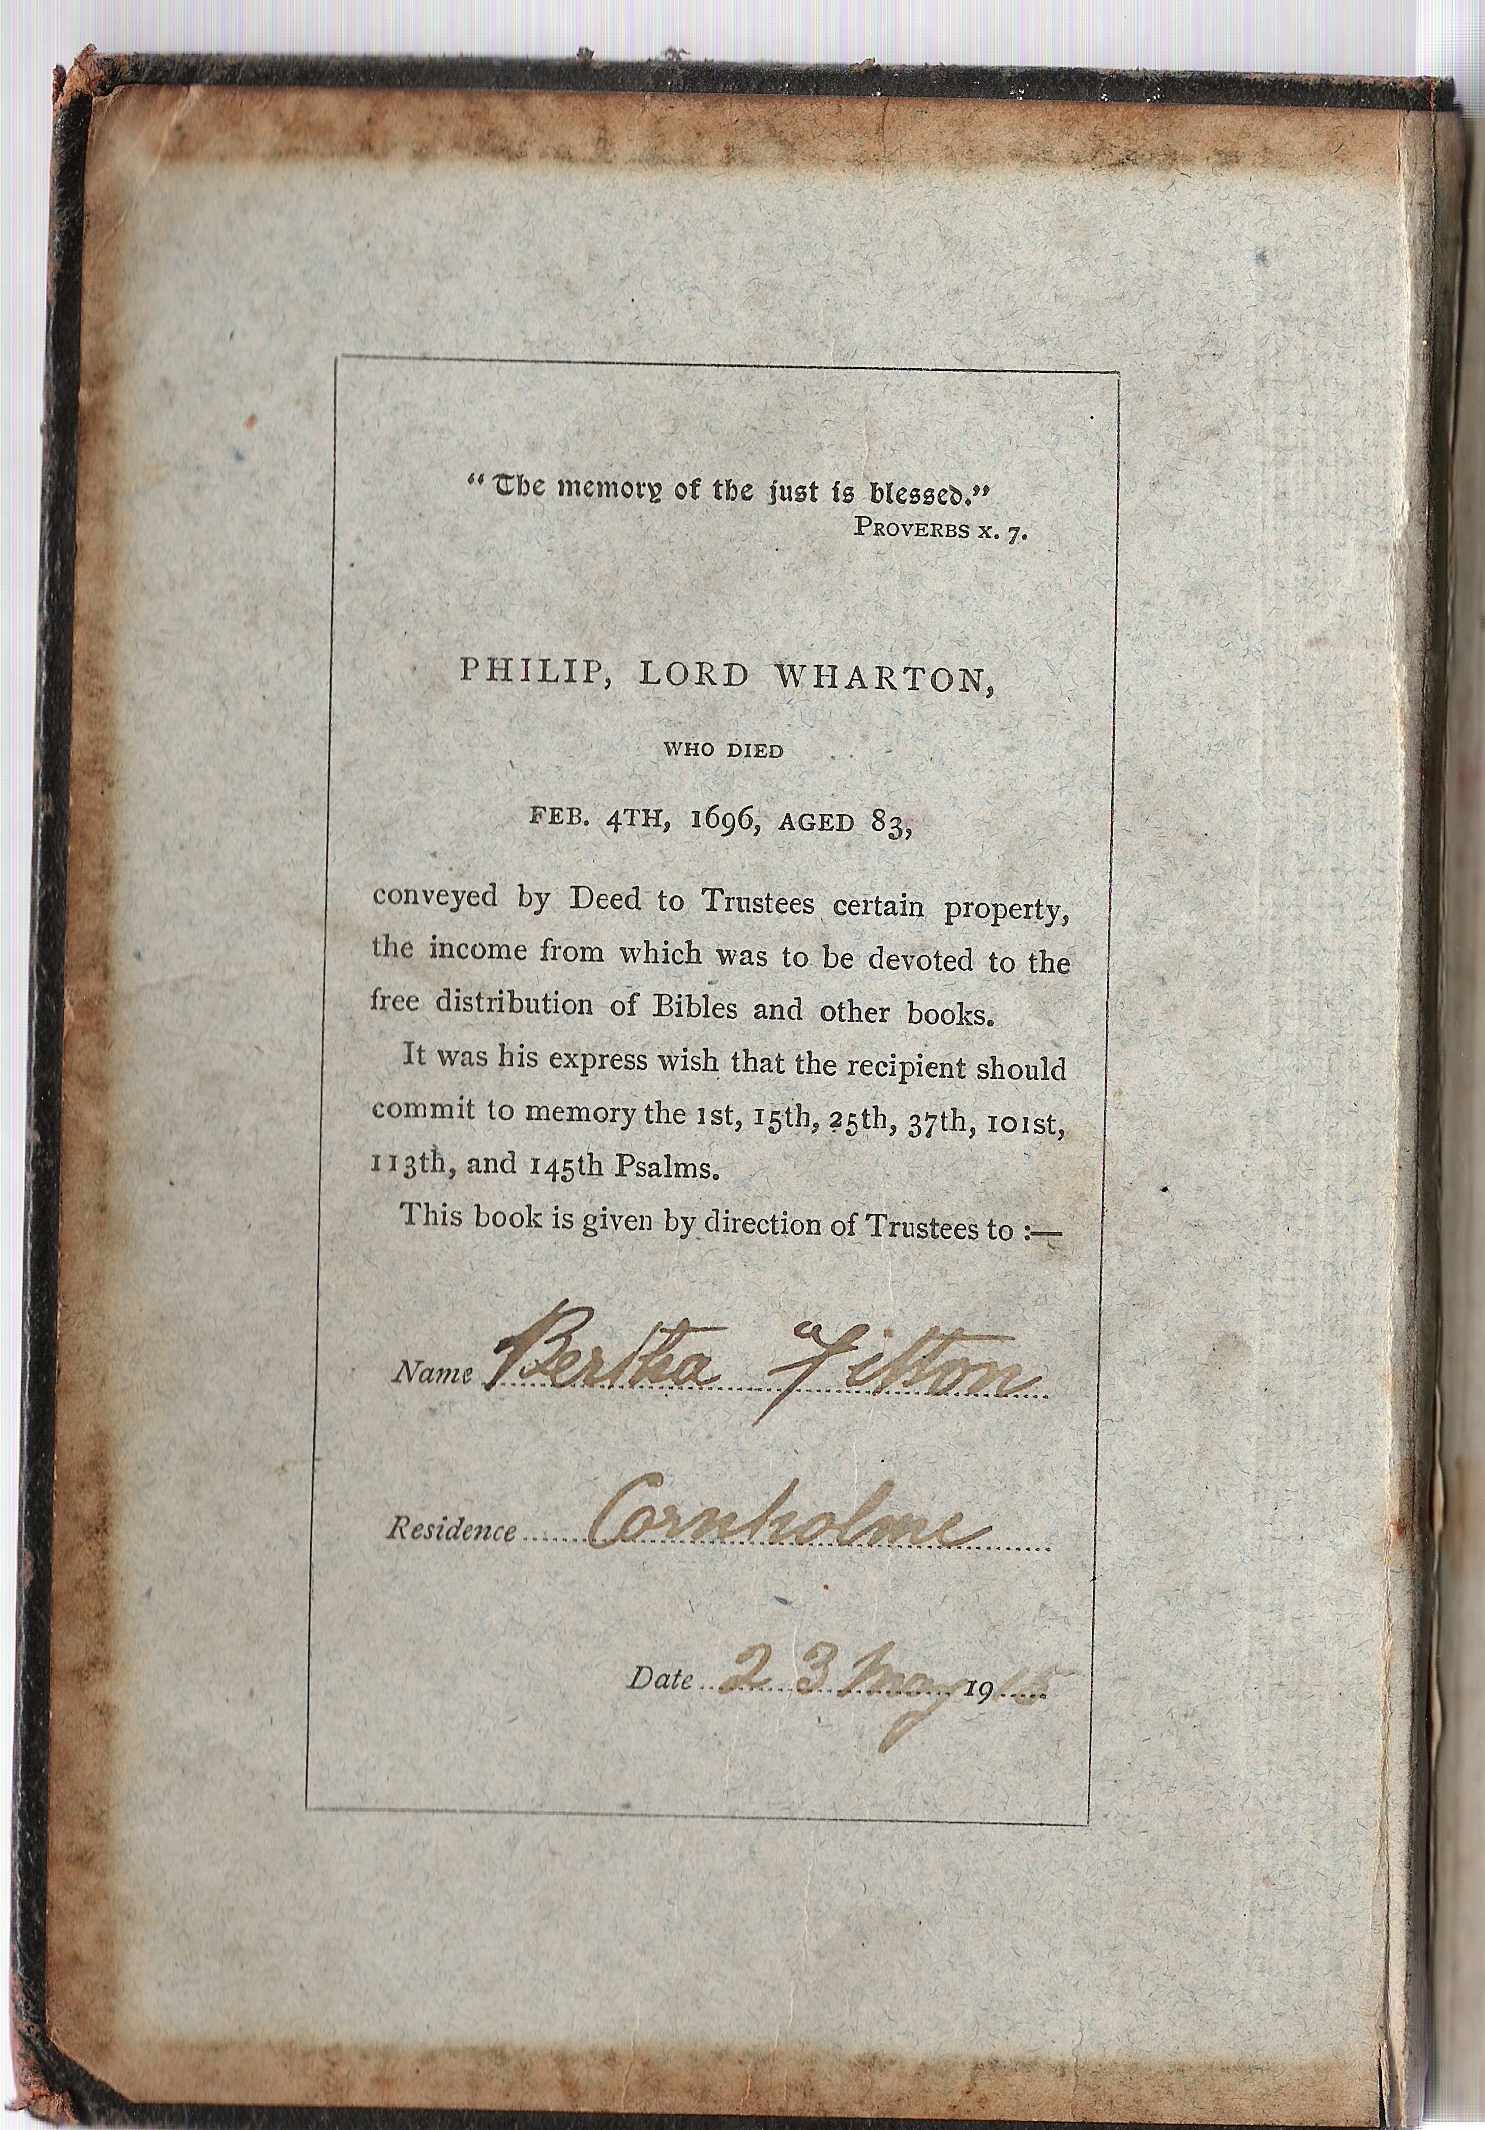 “The memory of the just is blessed.”
PROVERBS X. 7.
PHILIP, LORD WHARTON,
WHO DIED
FEB. 4TH, 1696, AGED 83,
conveyed by Deed to Trustees certain property,
the income from which was to be devoted to the
free distribution of Bibles and other books.
It was his express wish that the recipient should
commit to memory the 1st, 15th, 25th, 37th, 101st,
113th, and 145th Psalms.
This book is given by direction of Trustees to :—
Name Bertha Fitton
Residence Cornholme
Date 23 May 1915